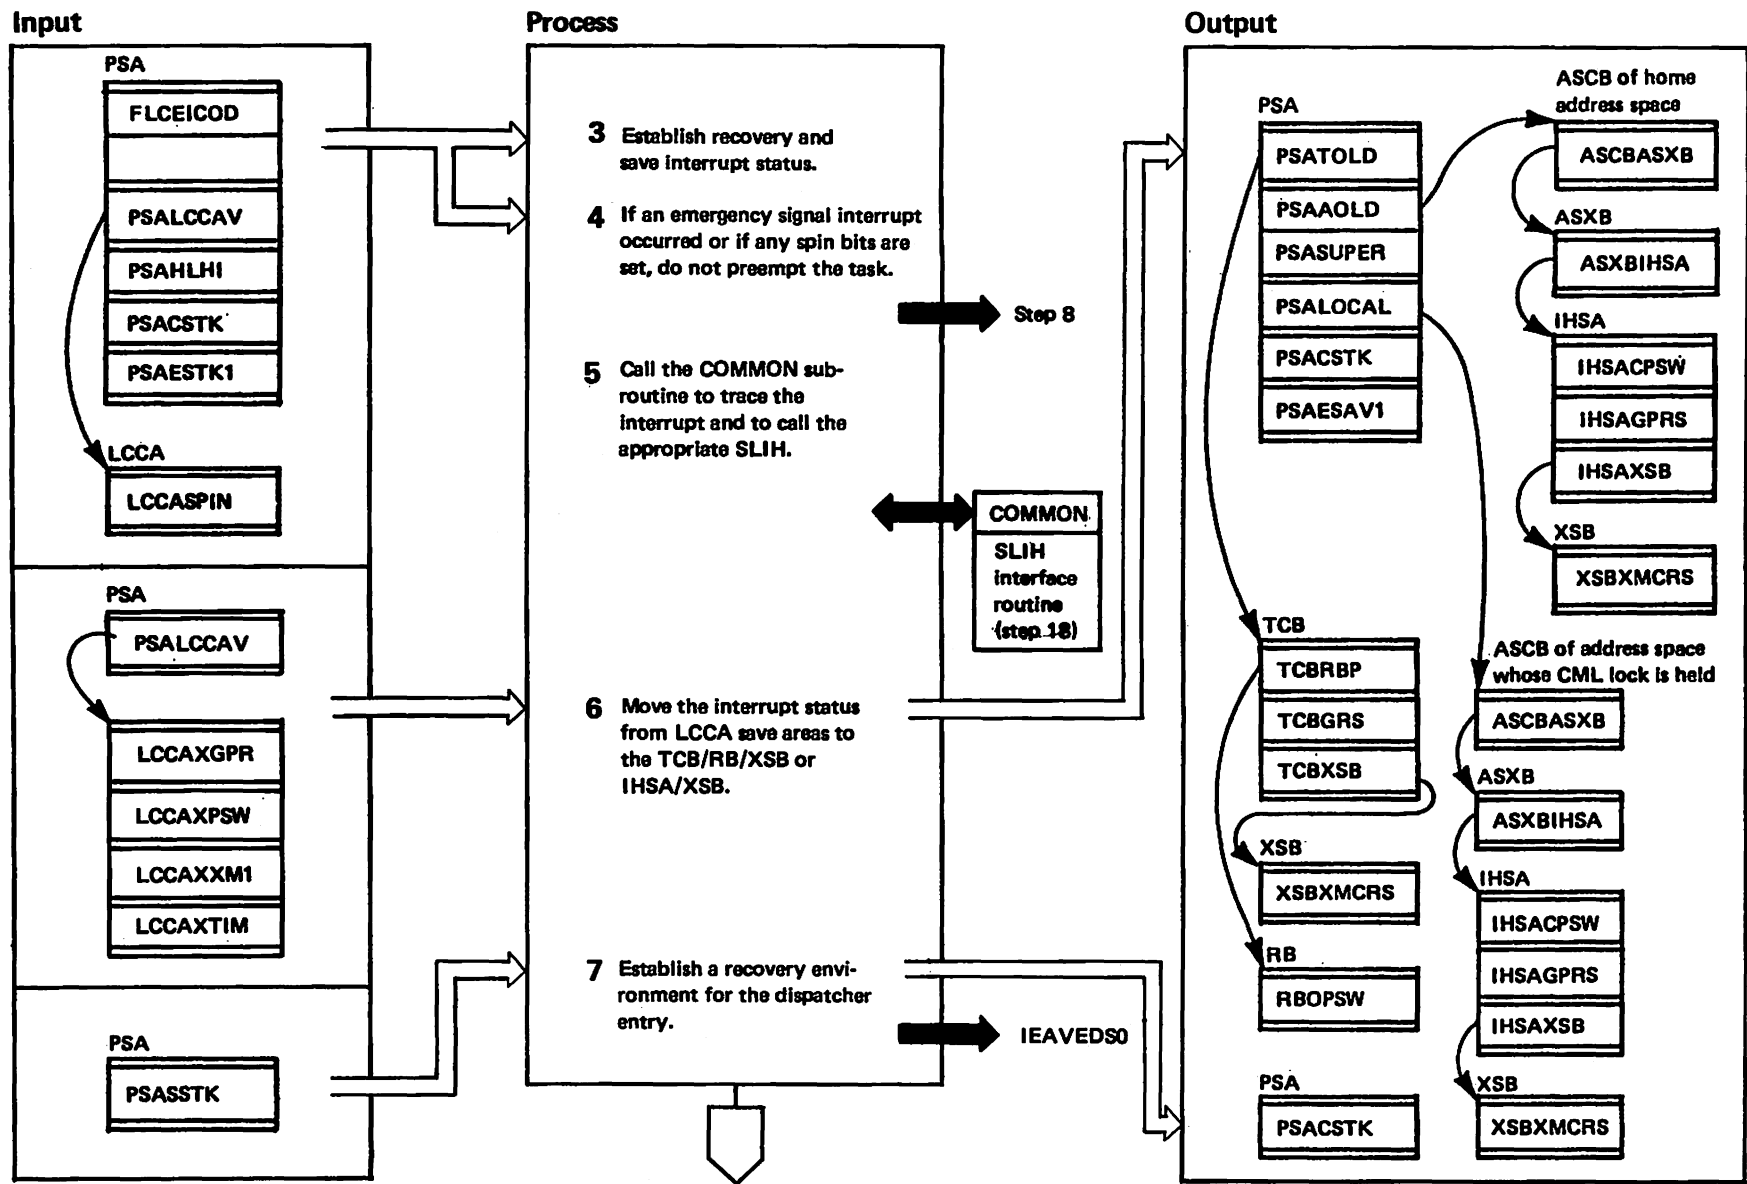 Input
PSA
FLCEICOD
PSALCCAV
PSAHLHI
PSACSTK
PSAESTK1
LCCA
LCCASPIN
PSA
PSALCCAV
LCCAXGPR
LCCAXPSW
LCCAXXM1
LCCAXTIM
PSA
PSASSTK
Process
3 Establish recovery and
save interrupt status.
4 If an emergency signal interrupt
occurred or if any spin bits are
set, do not preempt the task.
Step 8
5 Call the COMMON sub-
routine to trace the
interrupt and to call the
appropriate SLIH.
COMMON
SLIH
interface
routine
(step 18)
6 Move the interrupt status
from LCCA save areas to
the TCB/RB/XSB or
IHSA/XSB.
7 Establish a recovery envi-
ronment for the dispatcher
entry.
IEAVEDS0
Output
PSA
PSATOLD
PSAAOLD
PSASUPER
PSALOCAL
PSACSTK
PSAESAV1
TCB
TCBRBP
TCBGRS
TCBXSB
XSB
XSBXMCRS
RB
RBOPSW
PSA
PSACSTK
ASCB of home
address space
ASCBASXB
ASXB
ASXBIHSA
IHSA
IHSACPSW
IHSAGPRS
IHSAXSB
XSB
XSBXMCRS
ASCB of address space
whose CML lock is held
ASCBASXB
ASXB
ASXBIHSA
IHSA
IHSACPSW
IHSAGPRS
IHSAXSB
XSB
XSBXMCRS